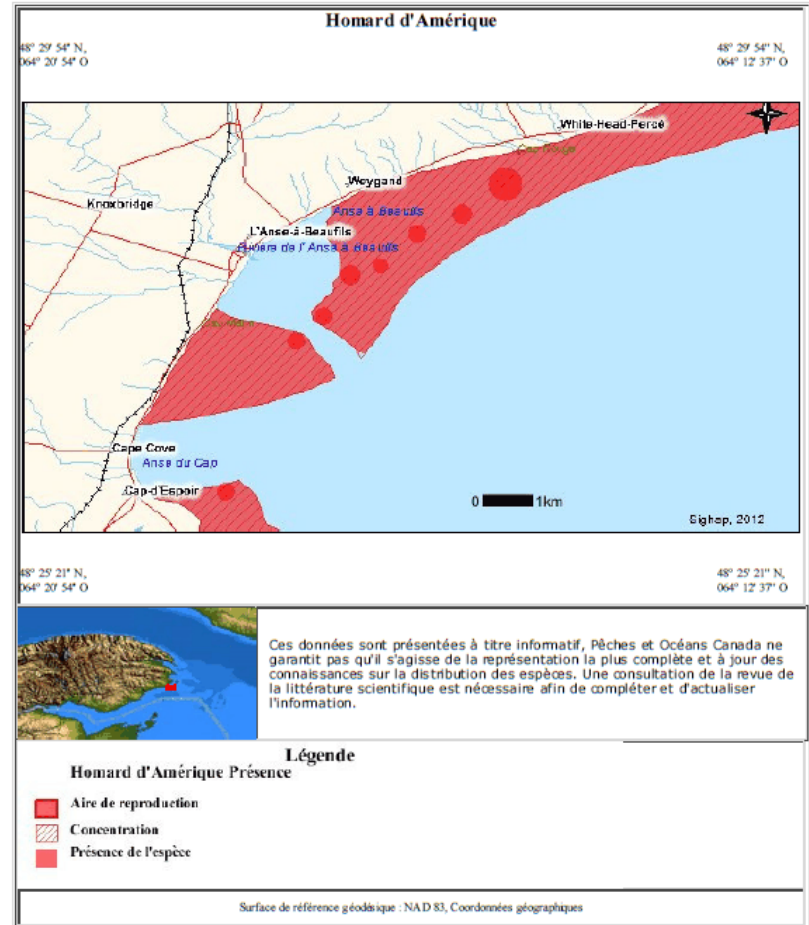 Homard d'Amérique
48° 29' 54" N,
064° 20' 54" O
48° 29' 54" N,
064° 12' 37" O
White-Head-Percé
Cap Rouge
Weygand
Knoxbridge
Anse à Beaufils
L'Anse-à-Beaufils
Rivière de l'Anse à Beaufils
Cape Cove
Anse du Cap
Cap-d'Espoir
0 1km
Sighap, 2012
48° 25' 21" N,
064° 20' 54" O
48° 25' 21" N,
064° 12' 37" O
Ces données sont présentées à titre informatif, Pêches et Océans Canada ne
garantit pas qu'il s'agisse de la représentation la plus complète et à jour des
connaissances sur la distribution des espèces. Une consultation de la revue de
la littérature scientifique est nécessaire afin de compléter et d'actualiser
l'information.
Légende
Homard d'Amérique Présence
Aire de reproduction
Concentration
Présence de l'espèce
Surface de référence géodésique : NAD 83, Coordonnées géographiques